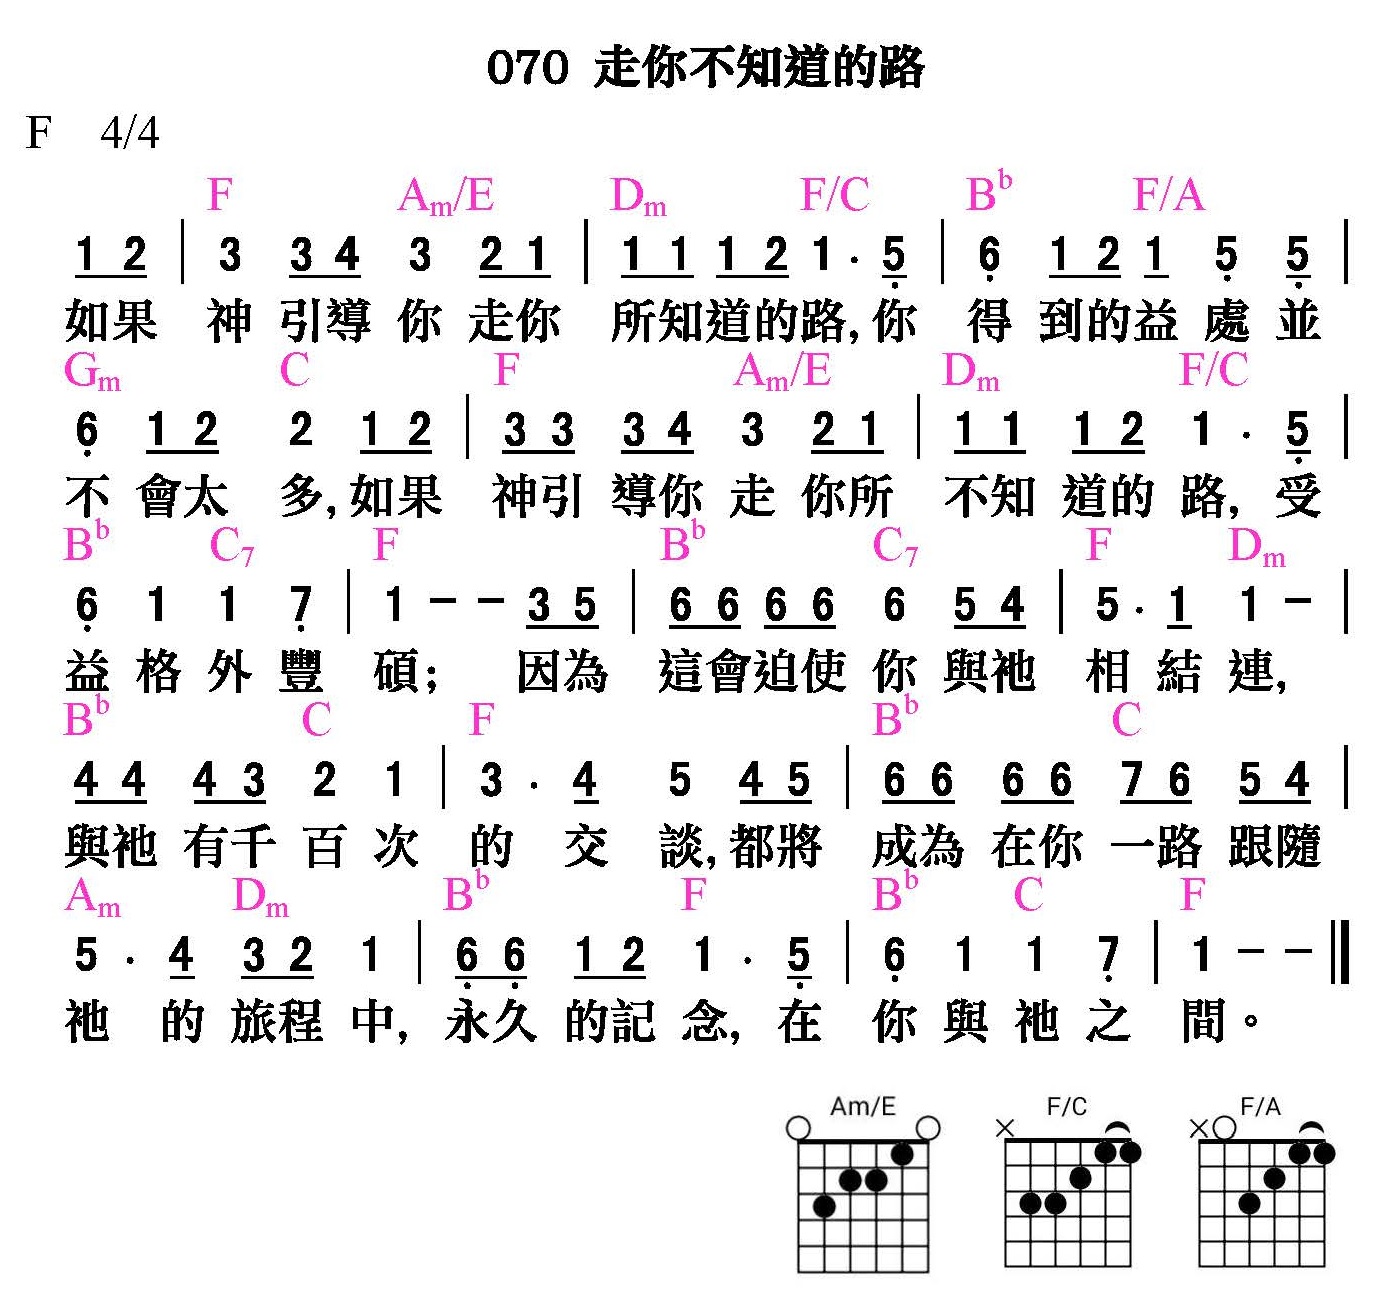 070 走你不知道的路
F 4/4
F Am/E Dm F/C Bb F/A
1 2 | 3 3 4 3 2 1 | 1 1 1 2 1 . 5 | 6 1 2 1 5 5 |
如果 神 引導 你 走你 所知道的路,你 得 到的益 處 並
Gm C F Am/E Dm F/C
6 1 2 2 1 2 | 3 3 3 4 3 2 1 | 1 1 1 2 1 . 5 |
不 會太 多,如果 神引 導你 走 你所 不知 道的 路, 受
Bb C7 F Bb C7 F Dm
6 1 1 7 | 1 – – 3 5 | 6 6 6 6 6 5 4 | 5 . 1 1 – |
益 格 外 豐 碩; 因為 這會迫使 你 與祂 相 結 連,
Bb C F Bb C
4 4 4 3 2 1 | 3 . 4 5 4 5 | 6 6 6 6 7 6 5 4 |
與祂 有千 百 次 的 交 談,都將 成為 在你 一路 跟隨
Am Dm Bb F Bb C F
5 . 4 3 2 1 | 6 6 1 2 1 . 5 | 6 1 1 7 | 1 – – ‖
祂 的 旅程 中, 永久 的記 念, 在 你 與 祂 之 間。
Am/E F/C F/A